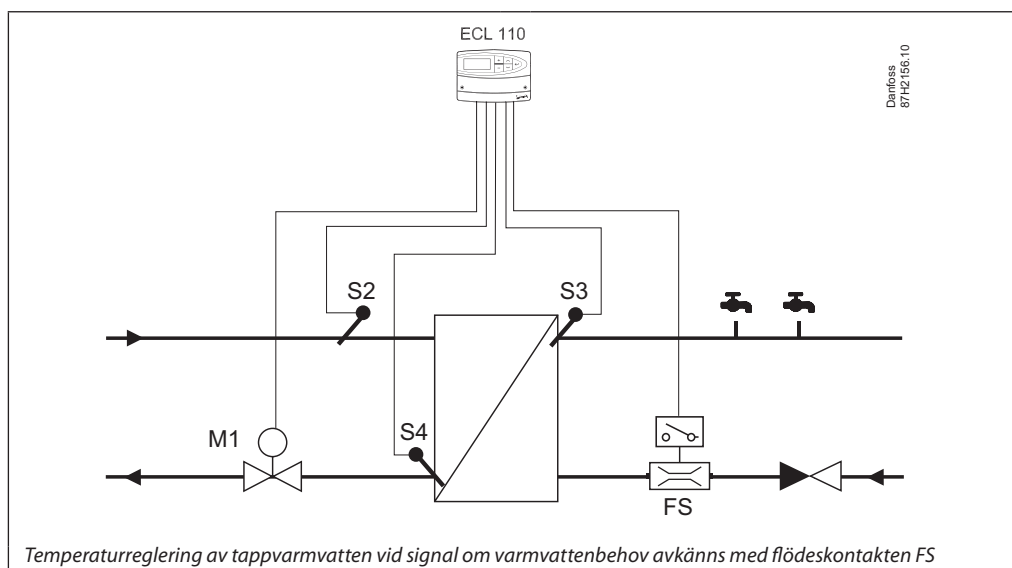 ECL 110
Danfoss
87H2156.10
S2
S3
M1
S4
FS
Temperaturreglering av tappvarmvatten vid signal om varmvattenbehov avkänns med flödeskontakten FS